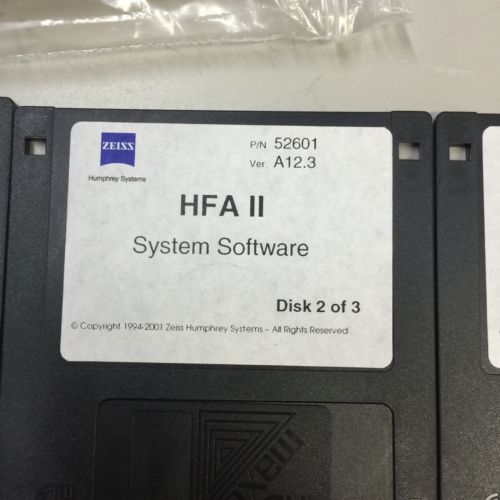 ZEISS
Humphrey Systems
P/N 52601
Ver. A12.3
HFA II
System Software
Disk 2 of 3
© Copyright 1994-2001 Zeiss Humphrey Systems - All Rights Reserved
maxell